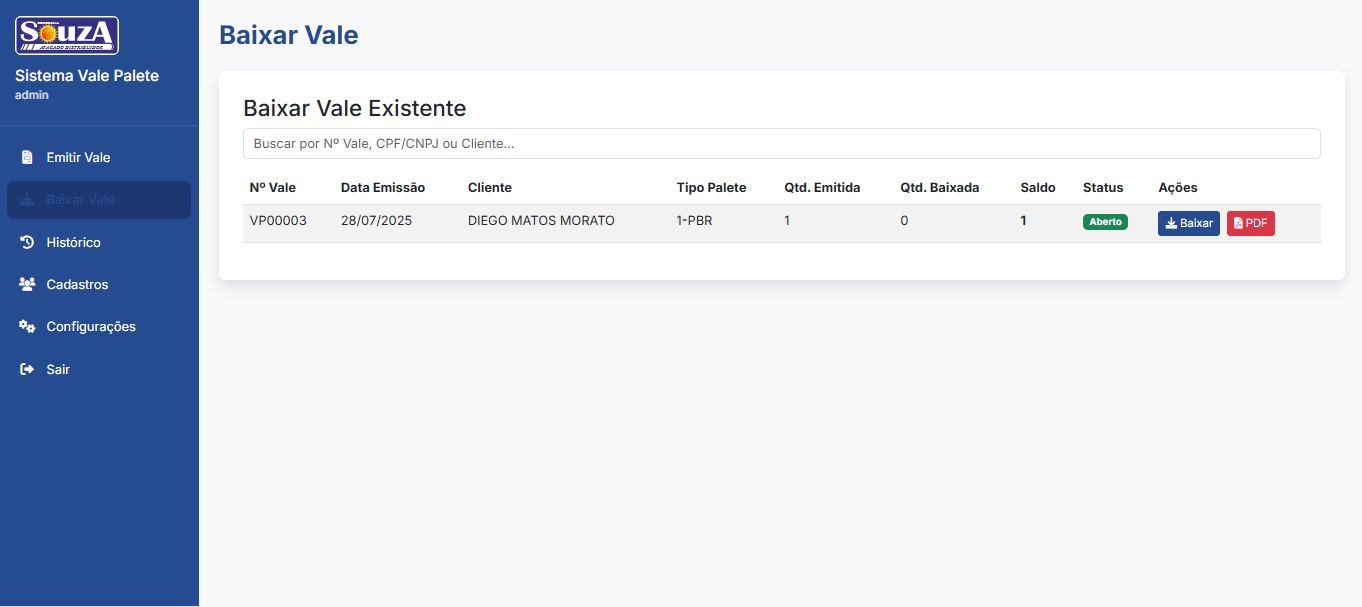 SouzA
ATACADO DISTRIBUIDOR
Sistema Vale Palete
admin
Emitir Vale
Baixar Vale
Histórico
Cadastros
Configurações
Sair
Baixar Vale
Baixar Vale Existente
Buscar por Nº Vale, CPF/CNPJ ou Cliente...
Nº Vale Data Emissão Cliente Tipo Palete Qtd. Emitida Qtd. Baixada Saldo Status Ações
VP00003 28/07/2025 DIEGO MATOS MORATO 1-PBR 1 0 1 Aberto Baixar PDF